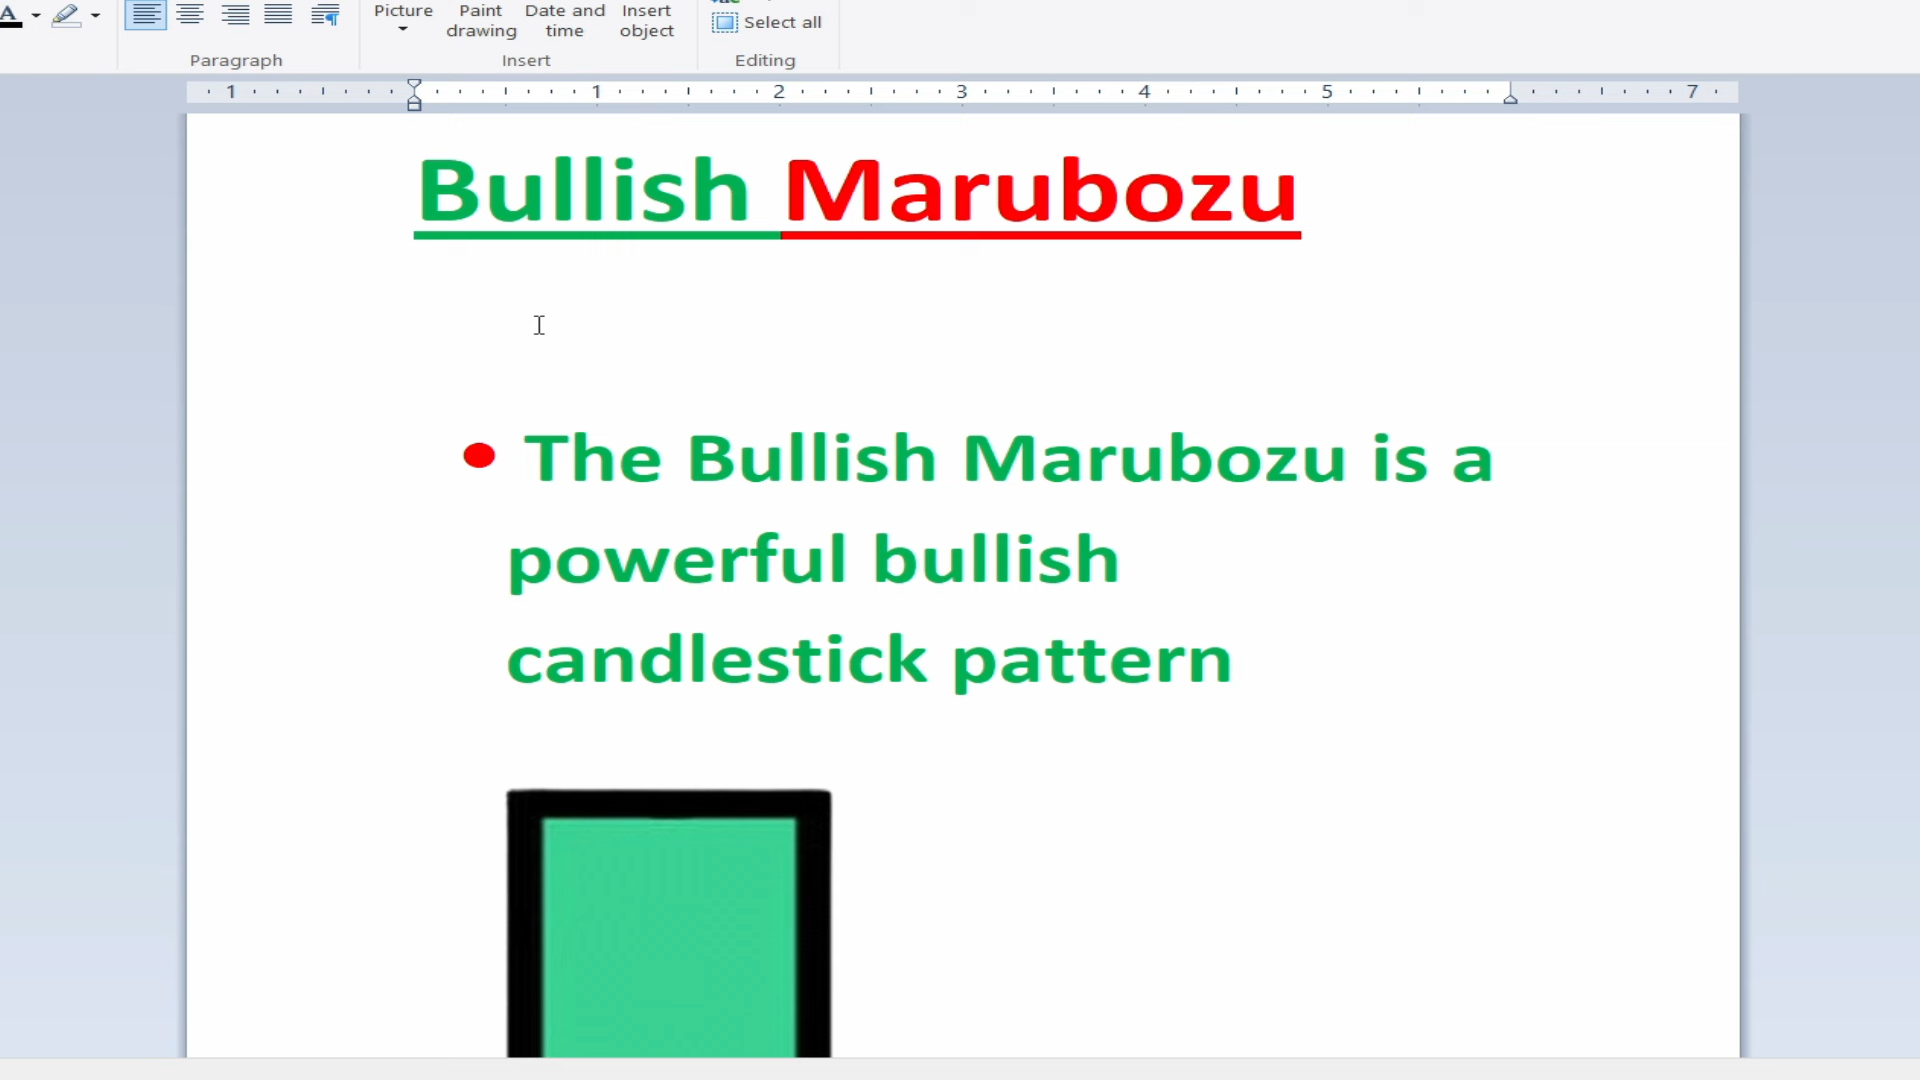 A
Picture Paint Date and Insert
drawing time object
Select all
Paragraph Insert Editing
1 1 2 3 4 5 7
Bullish Marubozu
• The Bullish Marubozu is a
powerful bullish
candlestick pattern